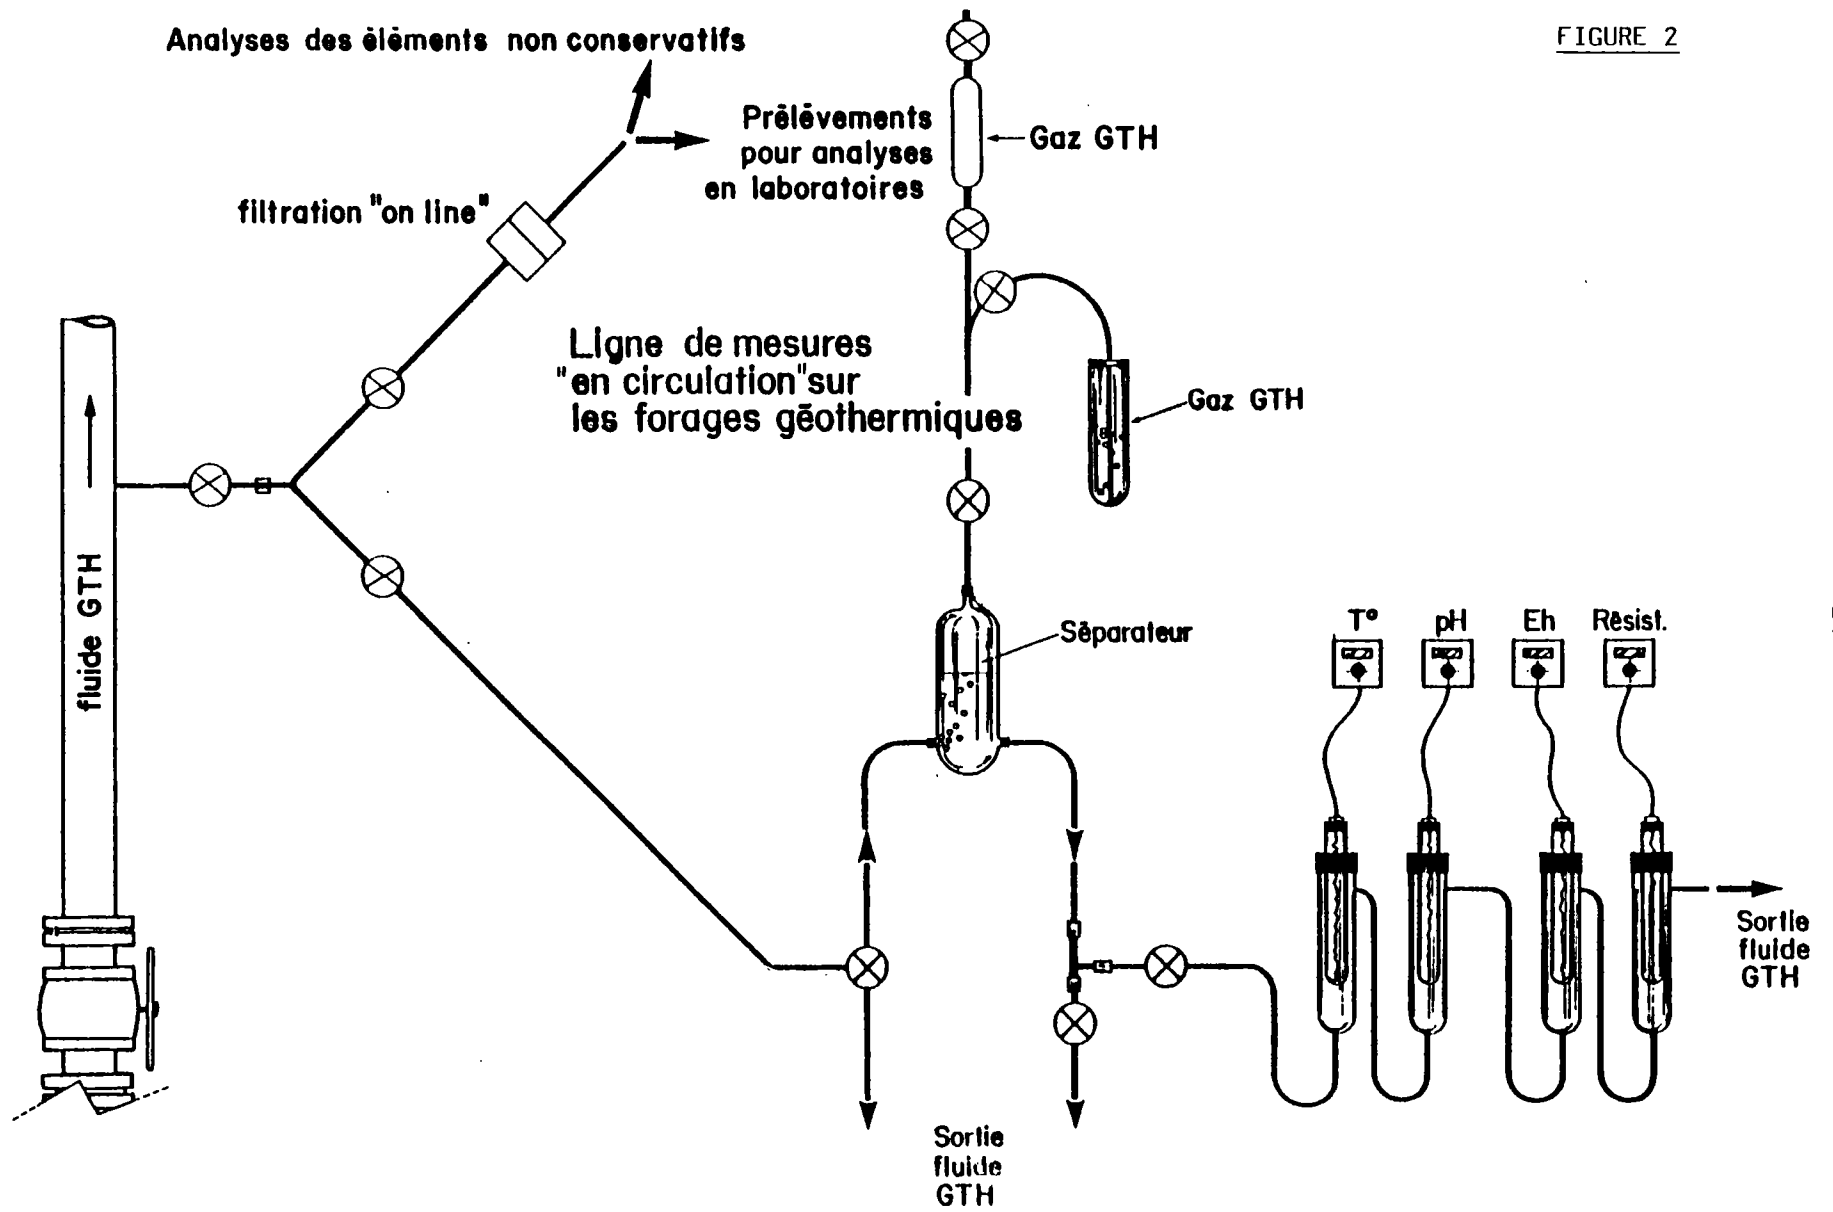 FIGURE 2
Analyses des éléments non conservatifs
Prélèvements
pour analyses
en laboratoires
Gaz GTH
filtration "on line"
Ligne de mesures
"en circulation" sur
les forages géothermiques
Gaz GTH
fluide GTH
Séparateur
T°
pH
Eh
Résist.
Sortie
fluide
GTH
Sortie
fluide
GTH